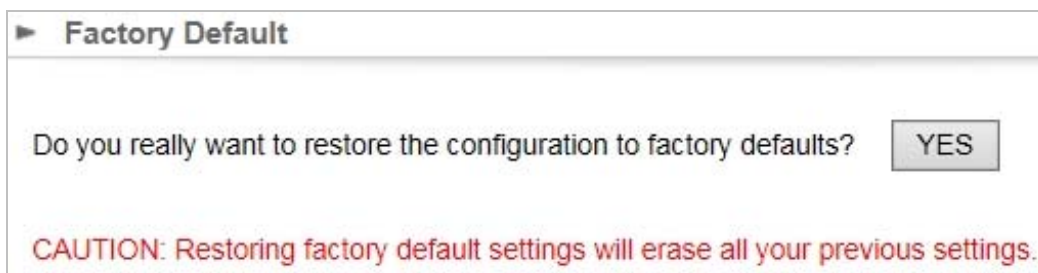 Factory Default
Do you really want to restore the configuration to factory defaults? YES
CAUTION: Restoring factory default settings will erase all your previous settings.